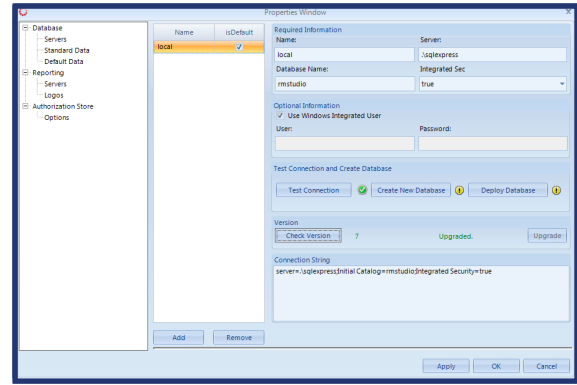 Properties Window
Database
Servers
Standard Data
Default Data
Reporting
Servers
Logos
Authorization Store
Options
Name isDefault
local
Add Remove
Required Information
Name: Server:
local .\sqlexpress
Database Name: Integrated Sec
rmstudio true
Optional Information
Use Windows Integrated User
User: Password:
Test Connection and Create Database
Test Connection Create New Database Deploy Database
Version
Check Version 7 Upgraded. Upgrade
Connection String
server=.\sqlexpress;Initial Catalog=rmstudio;Integrated Security=true
Apply OK Cancel